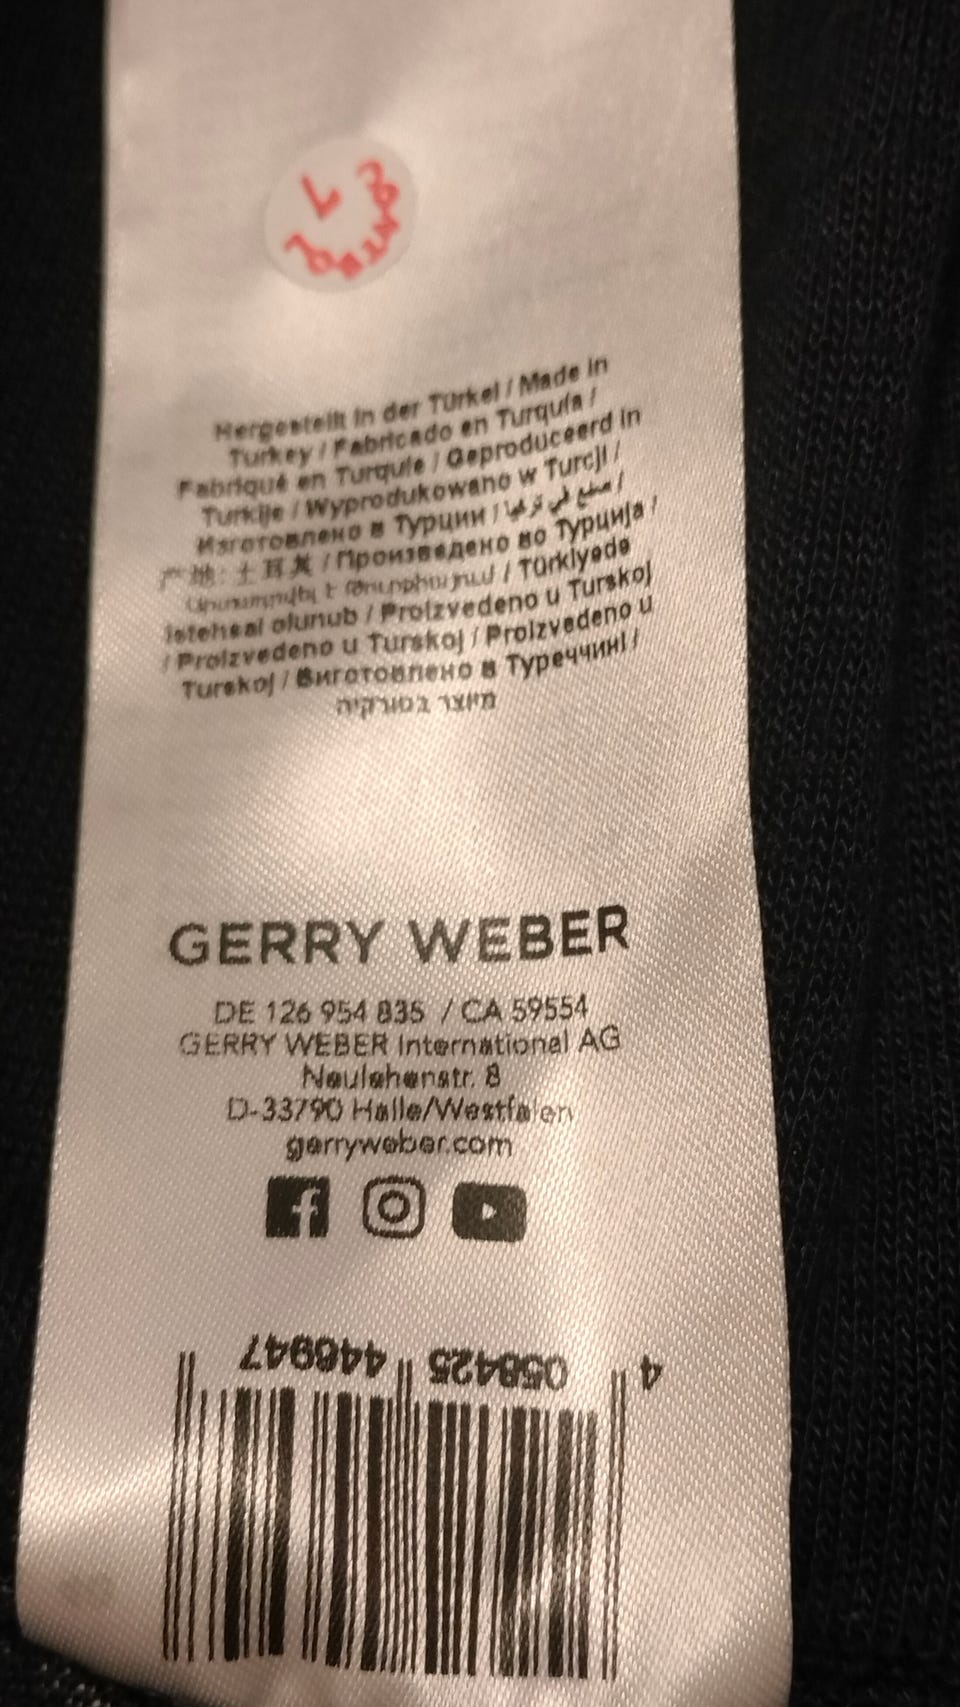 Hergestellt in der Türkei / Made in
Turkey / Fabricado en Turquía /
Fabriqué en Turquie / Geproduceerd in
Turkije / Wyprodukowano w Turcji /
Изготовлено в Турции / صنع في تركيا /
产地: 土耳其 / Произведено во Турција /
/ Türkiyede
istehsal olunub / Proizvedeno u Turskoj
/ Proizvedeno u Turskoj / Proizvedeno u
Turskoj / Виготовлено в Туреччині /
מיוצר בטורקיה
GERRY WEBER
DE 126 954 835 / CA 59554
GERRY WEBER International AG
Neulehenstr. 8
D-33790 Halle/Westfalen
gerryweber.com
4 058425 446947